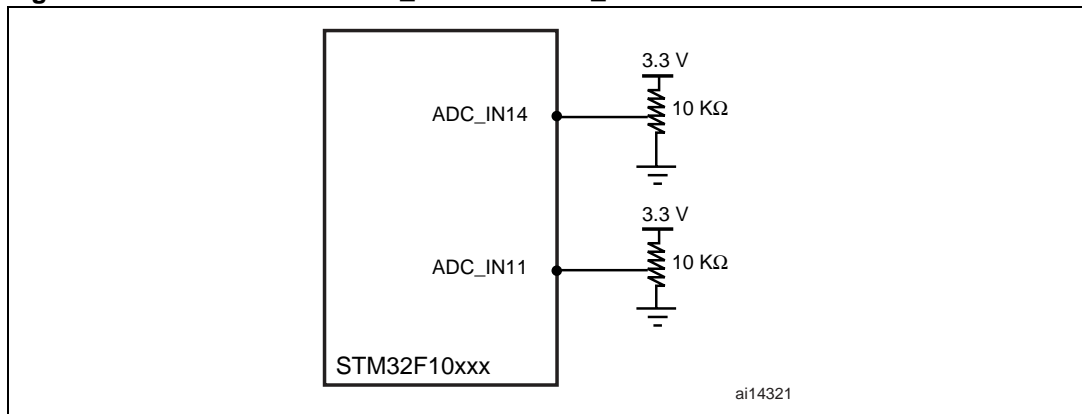 3.3 V
ADC_IN14
10 KΩ
3.3 V
ADC_IN11
10 KΩ
STM32F10xxx
ai14321